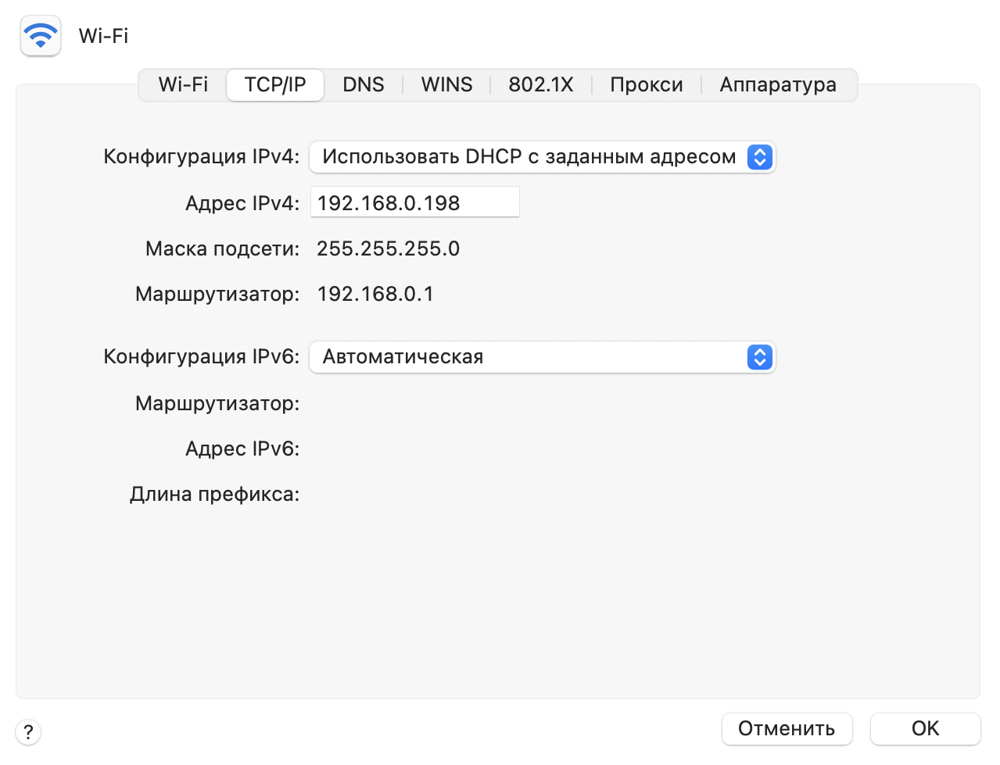 Wi-Fi
Wi-Fi TCP/IP DNS WINS 802.1X Прокси Аппаратура
Конфигурация IPv4: Использовать DHCP с заданным адресом
Адрес IPv4: 192.168.0.198
Маска подсети: 255.255.255.0
Маршрутизатор: 192.168.0.1
Конфигурация IPv6: Автоматическая
Маршрутизатор:
Адрес IPv6:
Длина префикса:
? Отменить OK